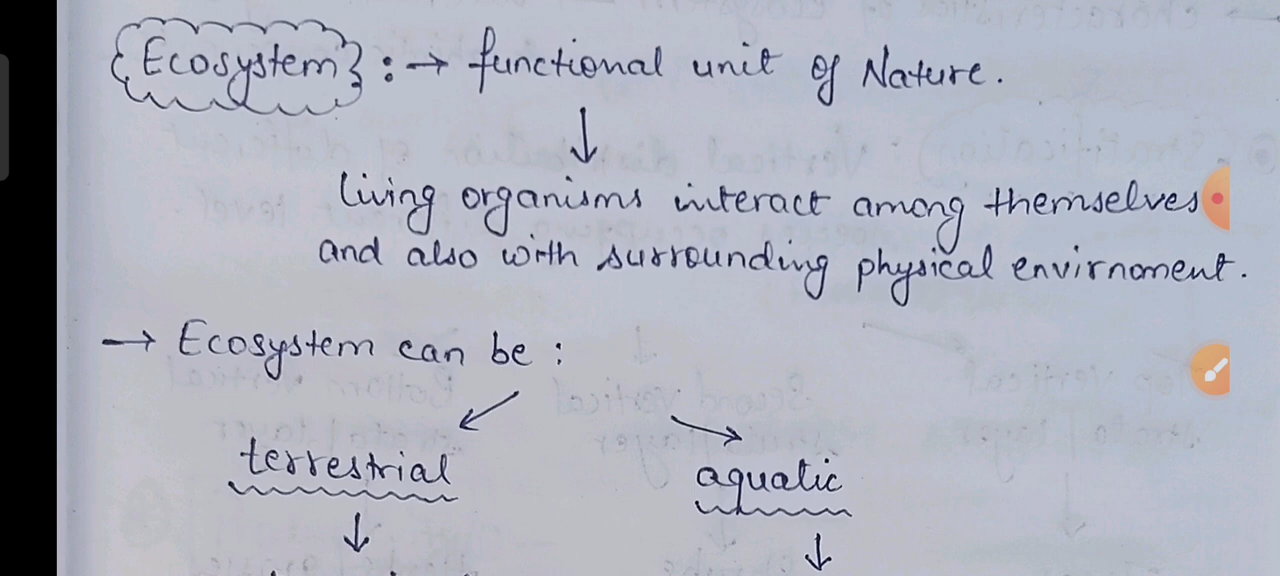 Ecosystem :→ functional unit of Nature.
↓
living organisms interact among themselves
and also with surrounding physical envirnoment.
→ Ecosystem can be :
terrestrial aquatic
↓ ↓